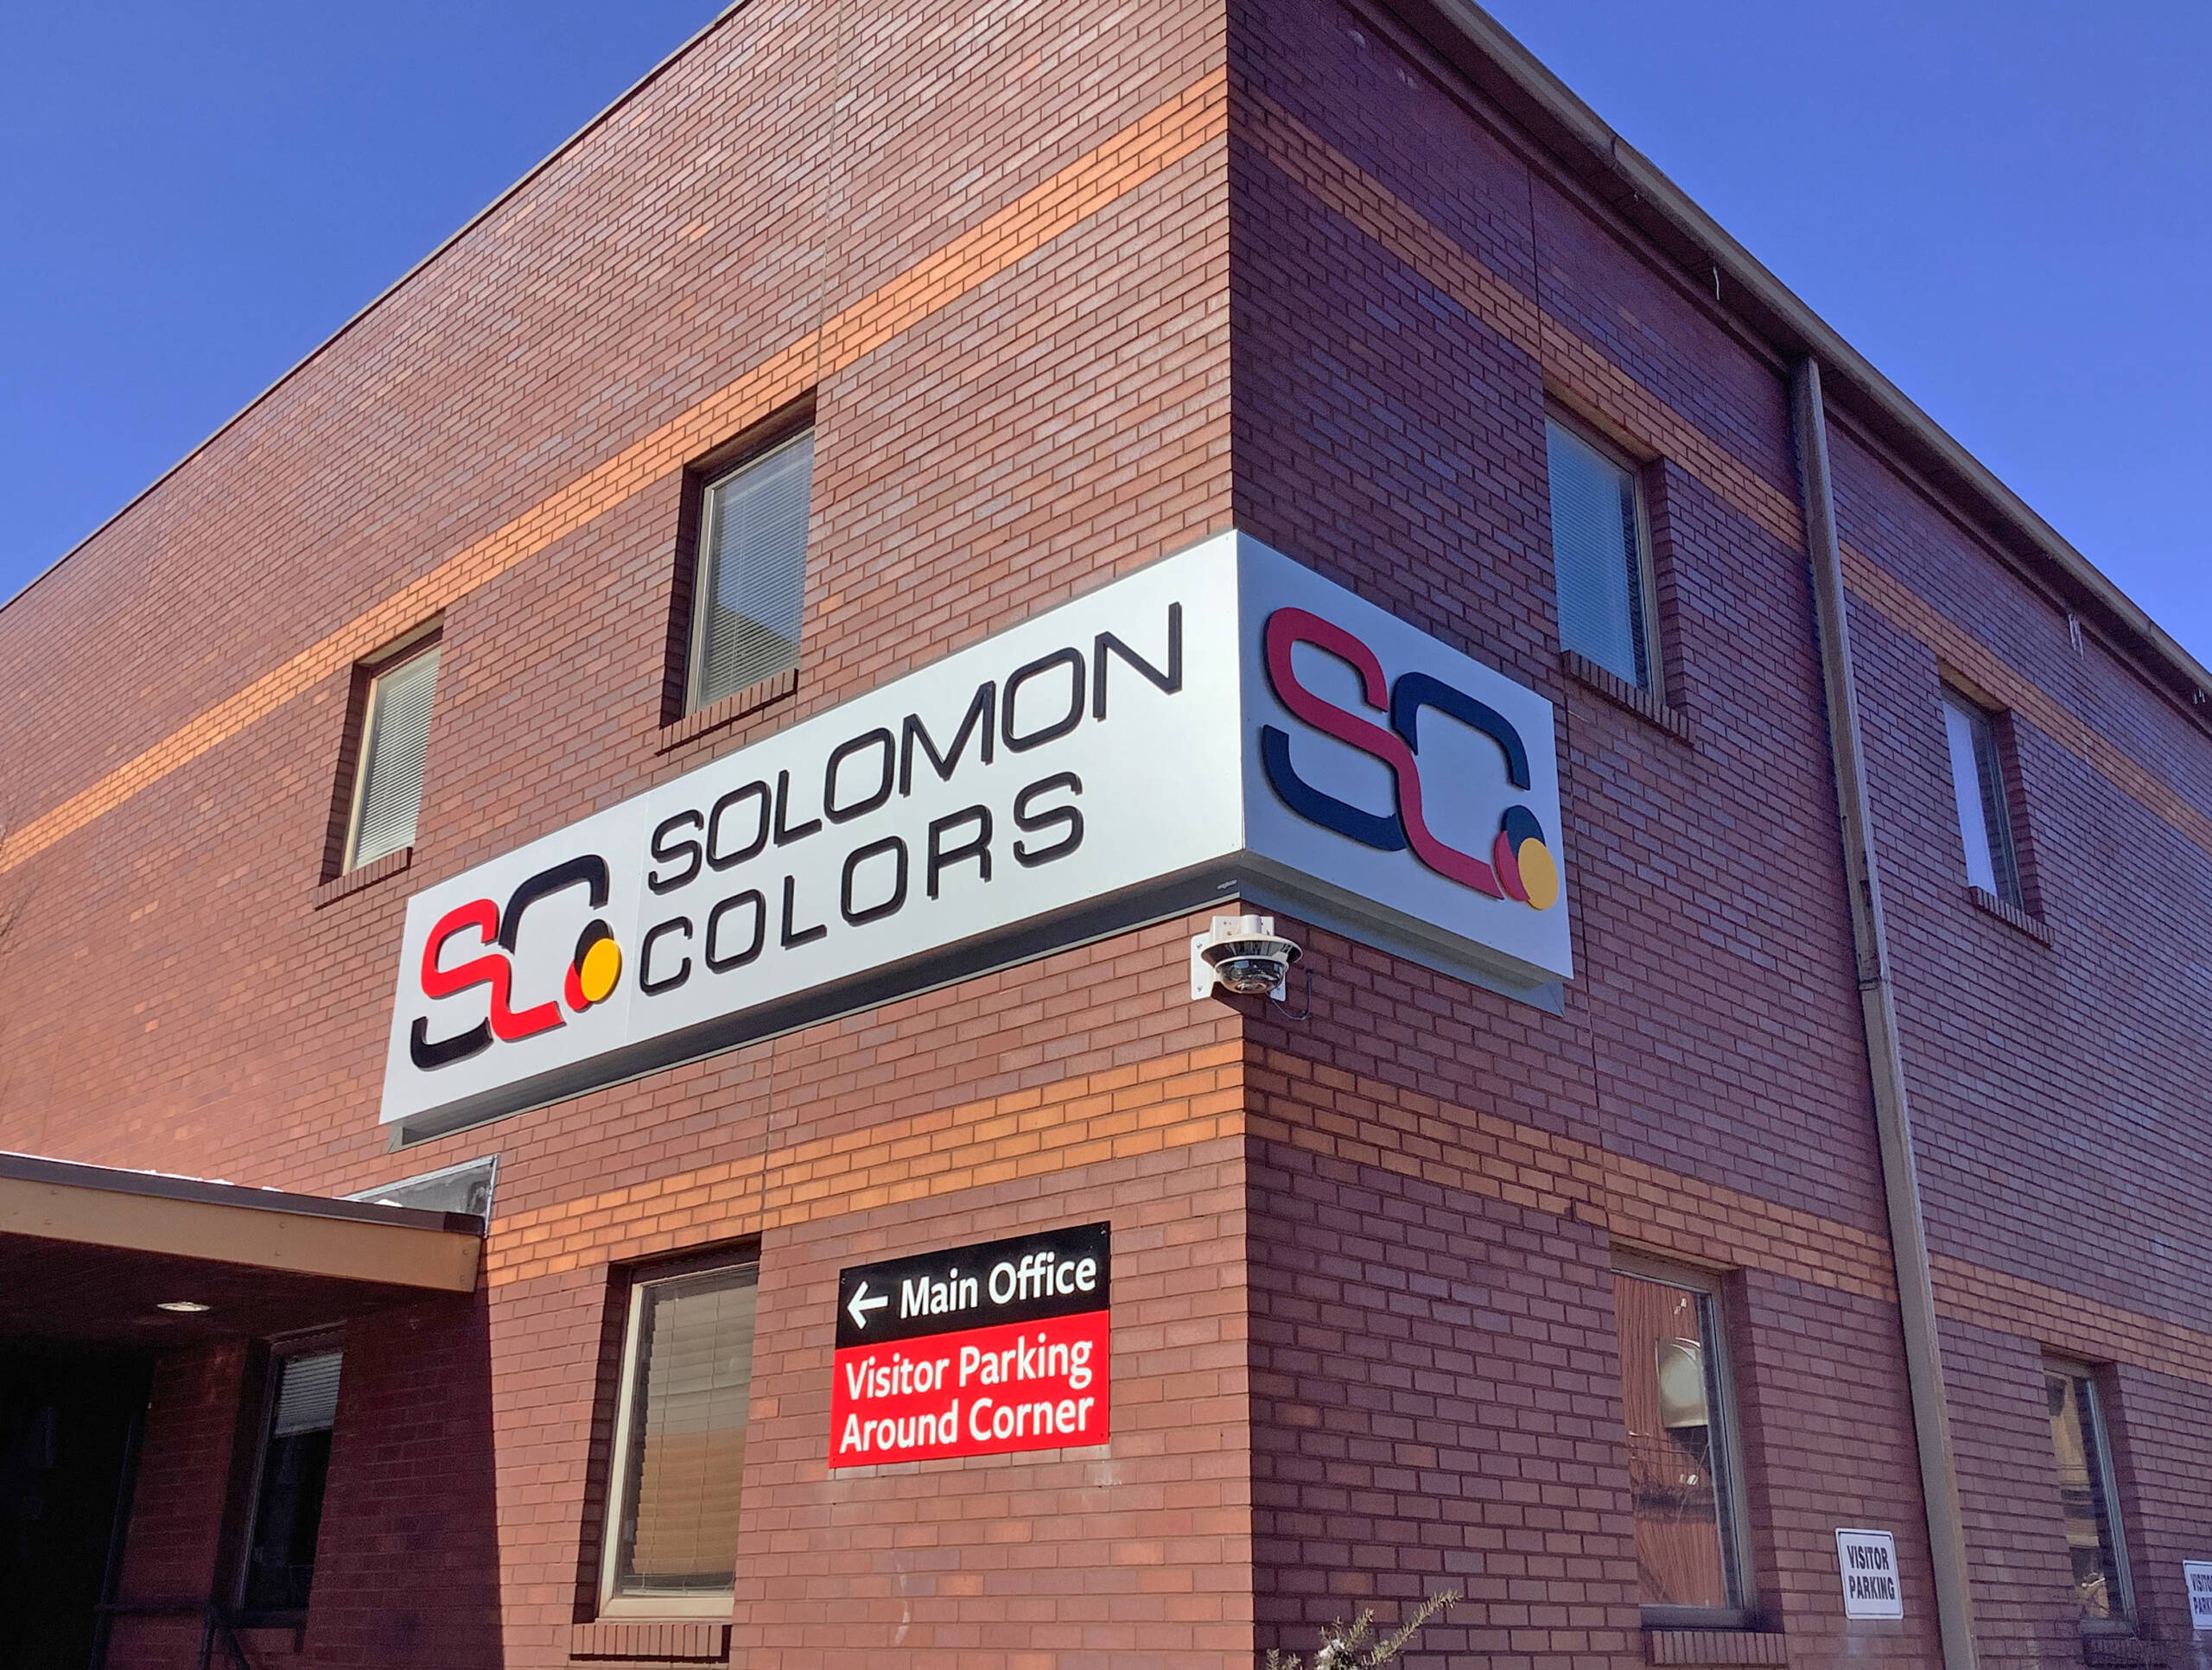 SC
SOLOMON
COLORS
SC
← Main Office
Visitor Parking
Around Corner
VISITOR
PARKING